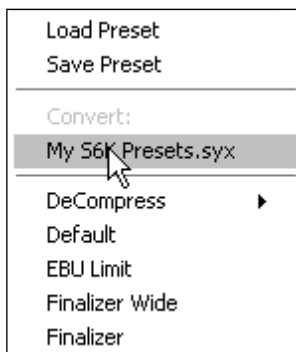 Load Preset
Save Preset
Convert:
My S6K Presets.syx
DeCompress
Default
EBU Limit
Finalizer Wide
Finalizer